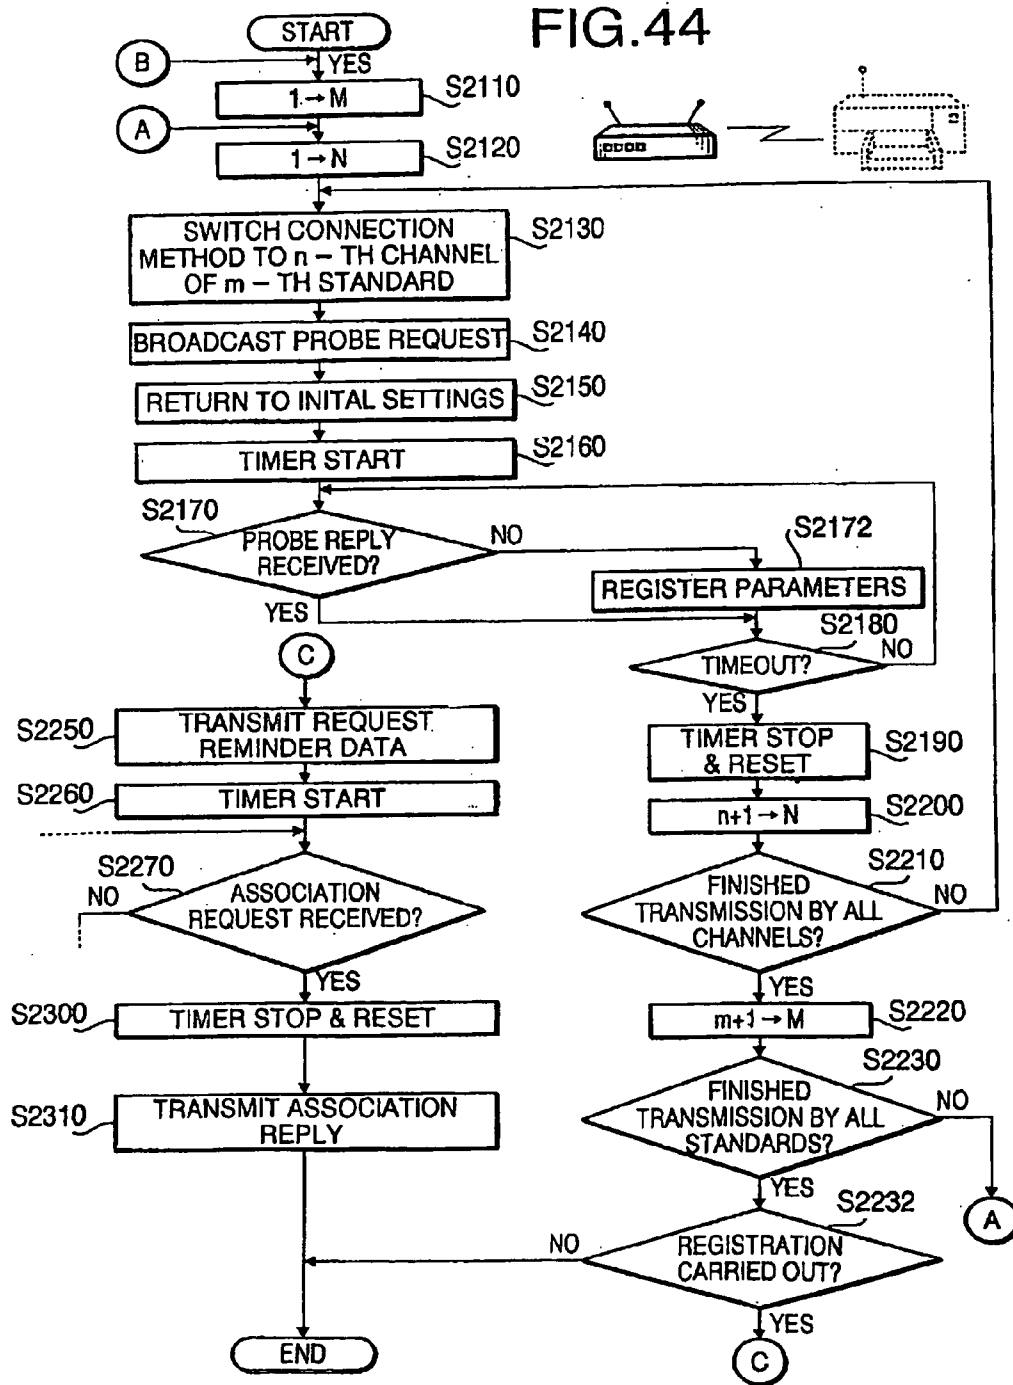 FIG.44
START
B
YES
1→M
S2110
A
1→N
S2120
SWITCH CONNECTION
METHOD TO n – TH CHANNEL
OF m – TH STANDARD
S2130
BROADCAST PROBE REQUEST
S2140
RETURN TO INITAL SETTINGS
S2150
TIMER START
S2160
S2170
PROBE REPLY
RECEIVED?
NO
YES
S2172
REGISTER PARAMETERS
S2180
TIMEOUT?
NO
YES
TIMER STOP
& RESET
S2190
n+1→N
S2200
S2210
FINISHED
TRANSMISSION BY ALL
CHANNELS?
NO
YES
m+1→M
S2220
S2230
FINISHED
TRANSMISSION BY ALL
STANDARDS?
NO
A
YES
S2232
REGISTRATION
CARRIED OUT?
NO
YES
C
C
S2250
TRANSMIT REQUEST
REMINDER DATA
S2260
TIMER START
S2270
ASSOCIATION
REQUEST RECEIVED?
NO
YES
S2300
TIMER STOP & RESET
S2310
TRANSMIT ASSOCIATION
REPLY
END